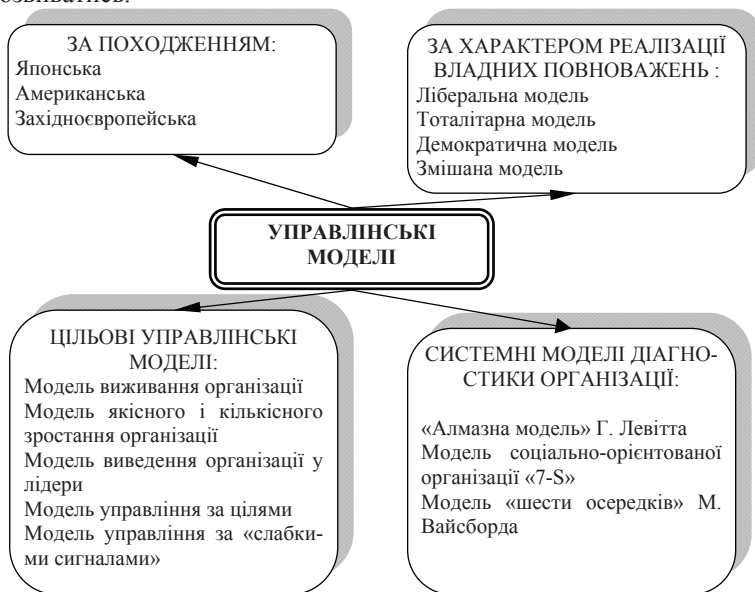 ЗА ПОХОДЖЕННЯМ:
Японська
Американська
Західноєвропейська
ЗА ХАРАКТЕРОМ РЕАЛІЗАЦІЇ
ВЛАДНИХ ПОВНОВАЖЕНЬ :
Ліберальна модель
Тоталітарна модель
Демократична модель
Змішана модель
УПРАВЛІНСЬКІ
МОДЕЛІ
ЦІЛЬОВІ УПРАВЛІНСЬКІ
МОДЕЛІ:
Модель виживання організації
Модель якісного і кількісного
зростання організації
Модель виведення організації у
лідери
Модель управління за цілями
Модель управління за «слабки-
ми сигналами»
СИСТЕМНІ МОДЕЛІ ДІАГНО-
СТИКИ ОРГАНІЗАЦІЇ:
«Алмазна модель» Г. Левітта
Модель соціально-орієнтованої
організації «7-S»
Модель «шести осередків» М.
Вайсборда